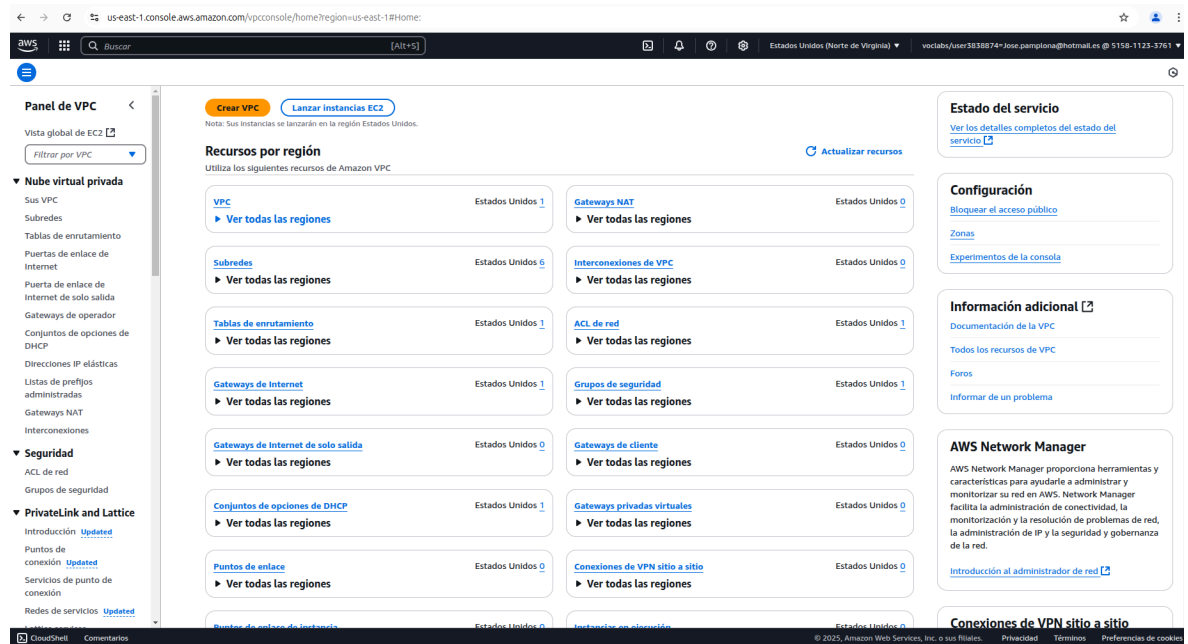 us-east-1.console.aws.amazon.com/vpcconsole/home?region=us-east-1#Home:
aws
Buscar
[Alt+S]
Estados Unidos (Norte de Virginia)
voclabs/user3838874=Jose.pamplona@hotmail.es @ 5158-1123-3761
Panel de VPC
Vista global de EC2
Filtrar por VPC
Nube virtual privada
Sus VPC
Subredes
Tablas de enrutamiento
Puertas de enlace de
Internet
Puerta de enlace de
Internet de solo salida
Gateways de operador
Conjuntos de opciones de
DHCP
Direcciones IP elásticas
Listas de prefijos
administradas
Gateways NAT
Interconexiones
Seguridad
ACL de red
Grupos de seguridad
PrivateLink and Lattice
Introducción Updated
Puntos de
conexión Updated
Servicios de punto de
conexión
Redes de servicios Updated
Lattice services
Crear VPC
Lanzar instancias EC2
Nota: Sus instancias se lanzarán en la región Estados Unidos.
Recursos por región
Actualizar recursos
Utiliza los siguientes recursos de Amazon VPC
VPC
Estados Unidos 1
Ver todas las regiones
Gateways NAT
Estados Unidos 0
Ver todas las regiones
Subredes
Estados Unidos 6
Ver todas las regiones
Interconexiones de VPC
Estados Unidos 0
Ver todas las regiones
Tablas de enrutamiento
Estados Unidos 1
Ver todas las regiones
ACL de red
Estados Unidos 1
Ver todas las regiones
Gateways de Internet
Estados Unidos 1
Ver todas las regiones
Grupos de seguridad
Estados Unidos 1
Ver todas las regiones
Gateways de Internet de solo salida
Estados Unidos 0
Ver todas las regiones
Gateways de cliente
Estados Unidos 0
Ver todas las regiones
Conjuntos de opciones de DHCP
Estados Unidos 1
Ver todas las regiones
Gateways privadas virtuales
Estados Unidos 0
Ver todas las regiones
Puntos de enlace
Estados Unidos 0
Ver todas las regiones
Conexiones de VPN sitio a sitio
Estados Unidos 0
Ver todas las regiones
Puntos de enlace de instancia
Estados Unidos 0
Instancias en ejecución
Estados Unidos 0
Estado del servicio
Ver los detalles completos del estado del
servicio
Configuración
Bloquear el acceso público
Zonas
Experimentos de la consola
Información adicional
Documentación de la VPC
Todos los recursos de VPC
Foros
Informar de un problema
AWS Network Manager
AWS Network Manager proporciona herramientas y
características para ayudarle a administrar y
monitorizar su red en AWS. Network Manager
facilita la administración de conectividad, la
monitorización y la resolución de problemas de red,
la administración de IP y la seguridad y gobernanza
de la red.
Introducción al administrador de red
Conexiones de VPN sitio a sitio
CloudShell
Comentarios
© 2025, Amazon Web Services, Inc. o sus filiales.
Privacidad
Términos
Preferencias de cookies